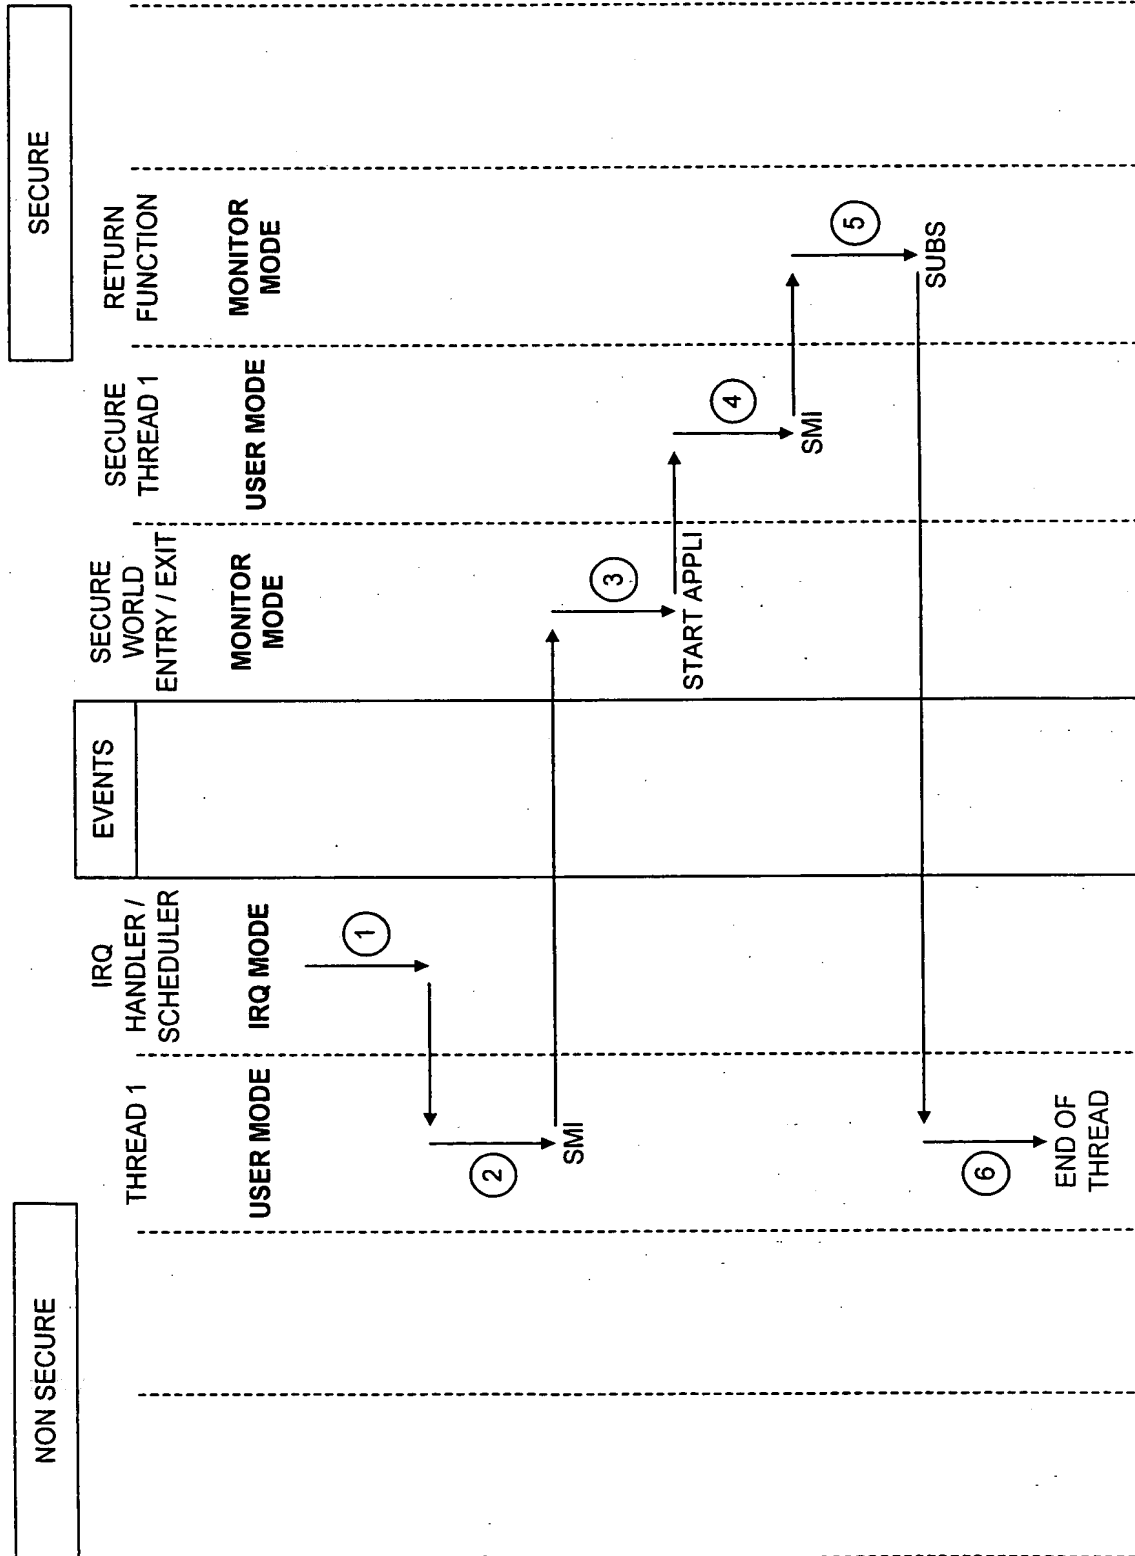 NON SECURE
SECURE
EVENTS
THREAD 1
USER MODE
IRQ
HANDLER /
SCHEDULER
IRQ MODE
SECURE
WORLD
ENTRY / EXIT
MONITOR
MODE
SECURE
THREAD 1
USER MODE
RETURN
FUNCTION
MONITOR
MODE
1
2
SMI
3
START APPLI
4
SMI
5
SUBS
6
END OF
THREAD